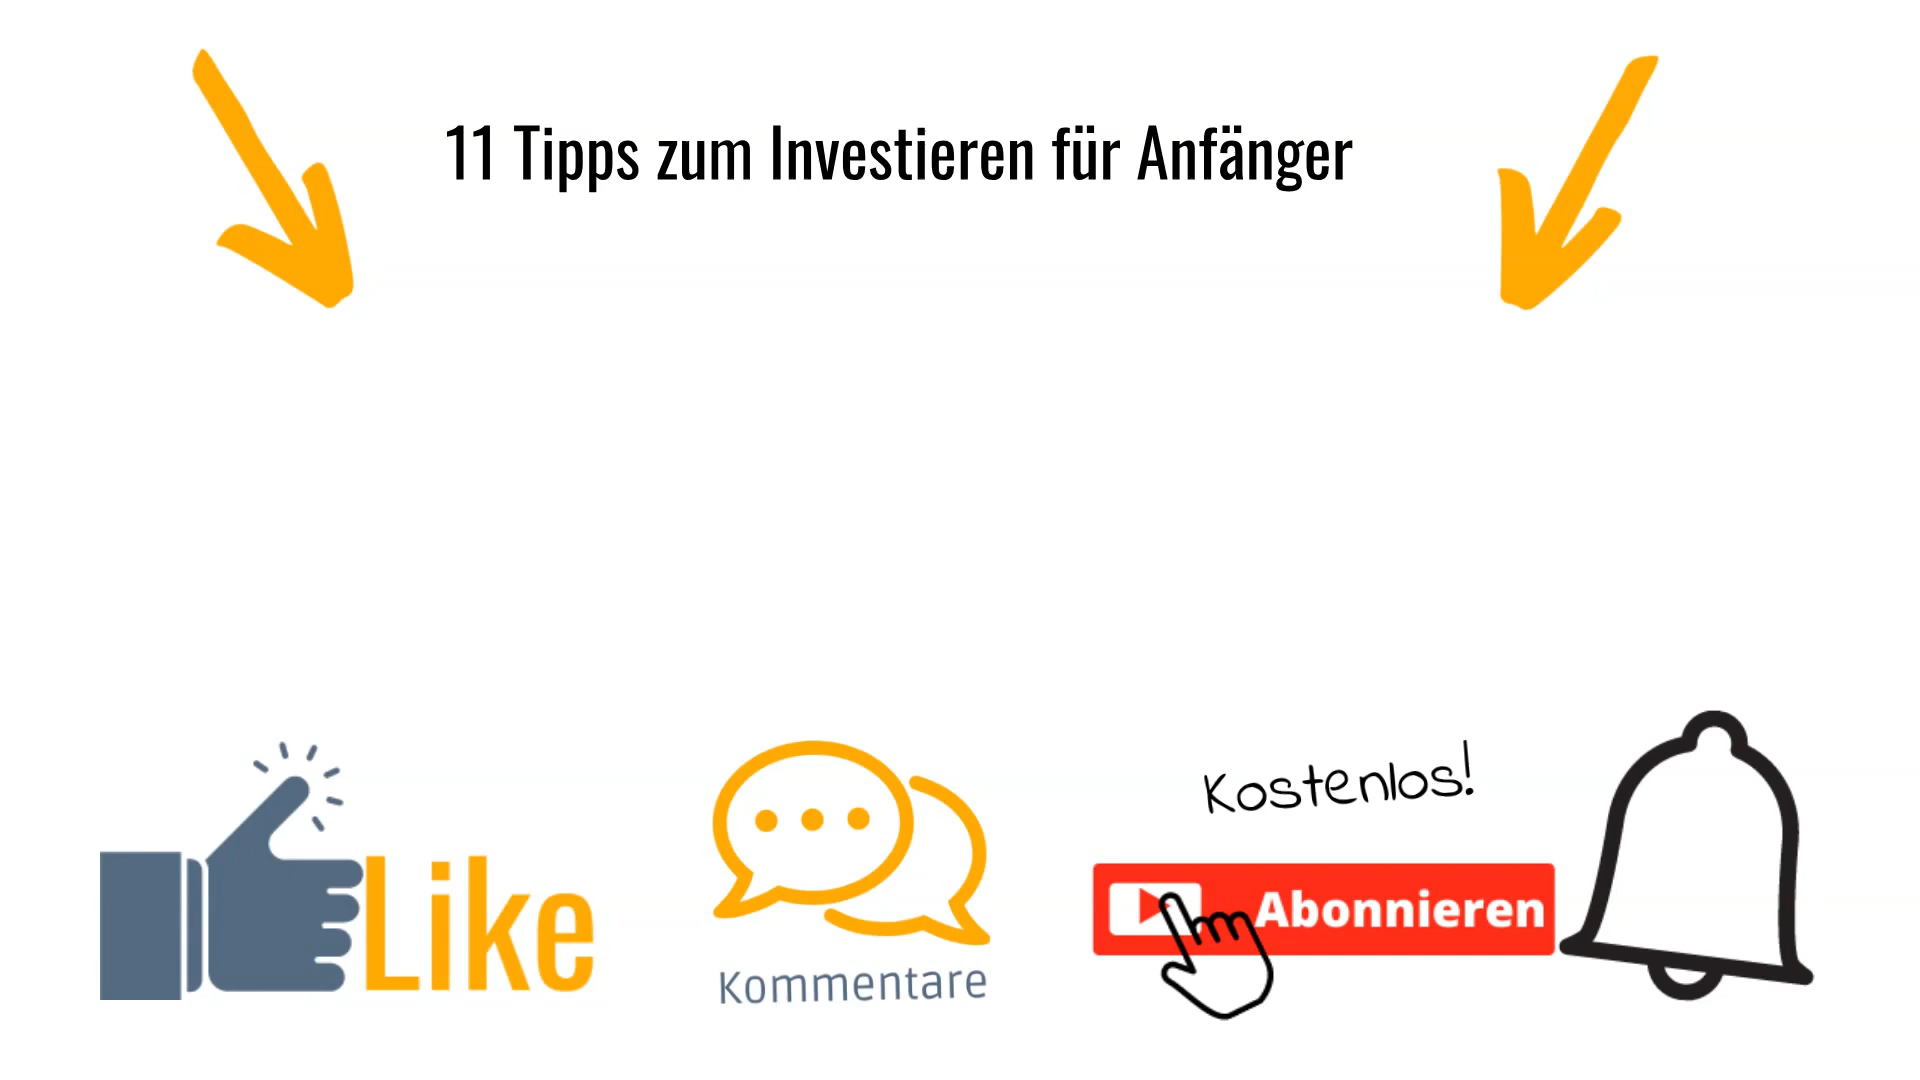 11 Tipps zum Investieren für Anfänger
Kostenlos!
Like
Kommentare
Abonnieren